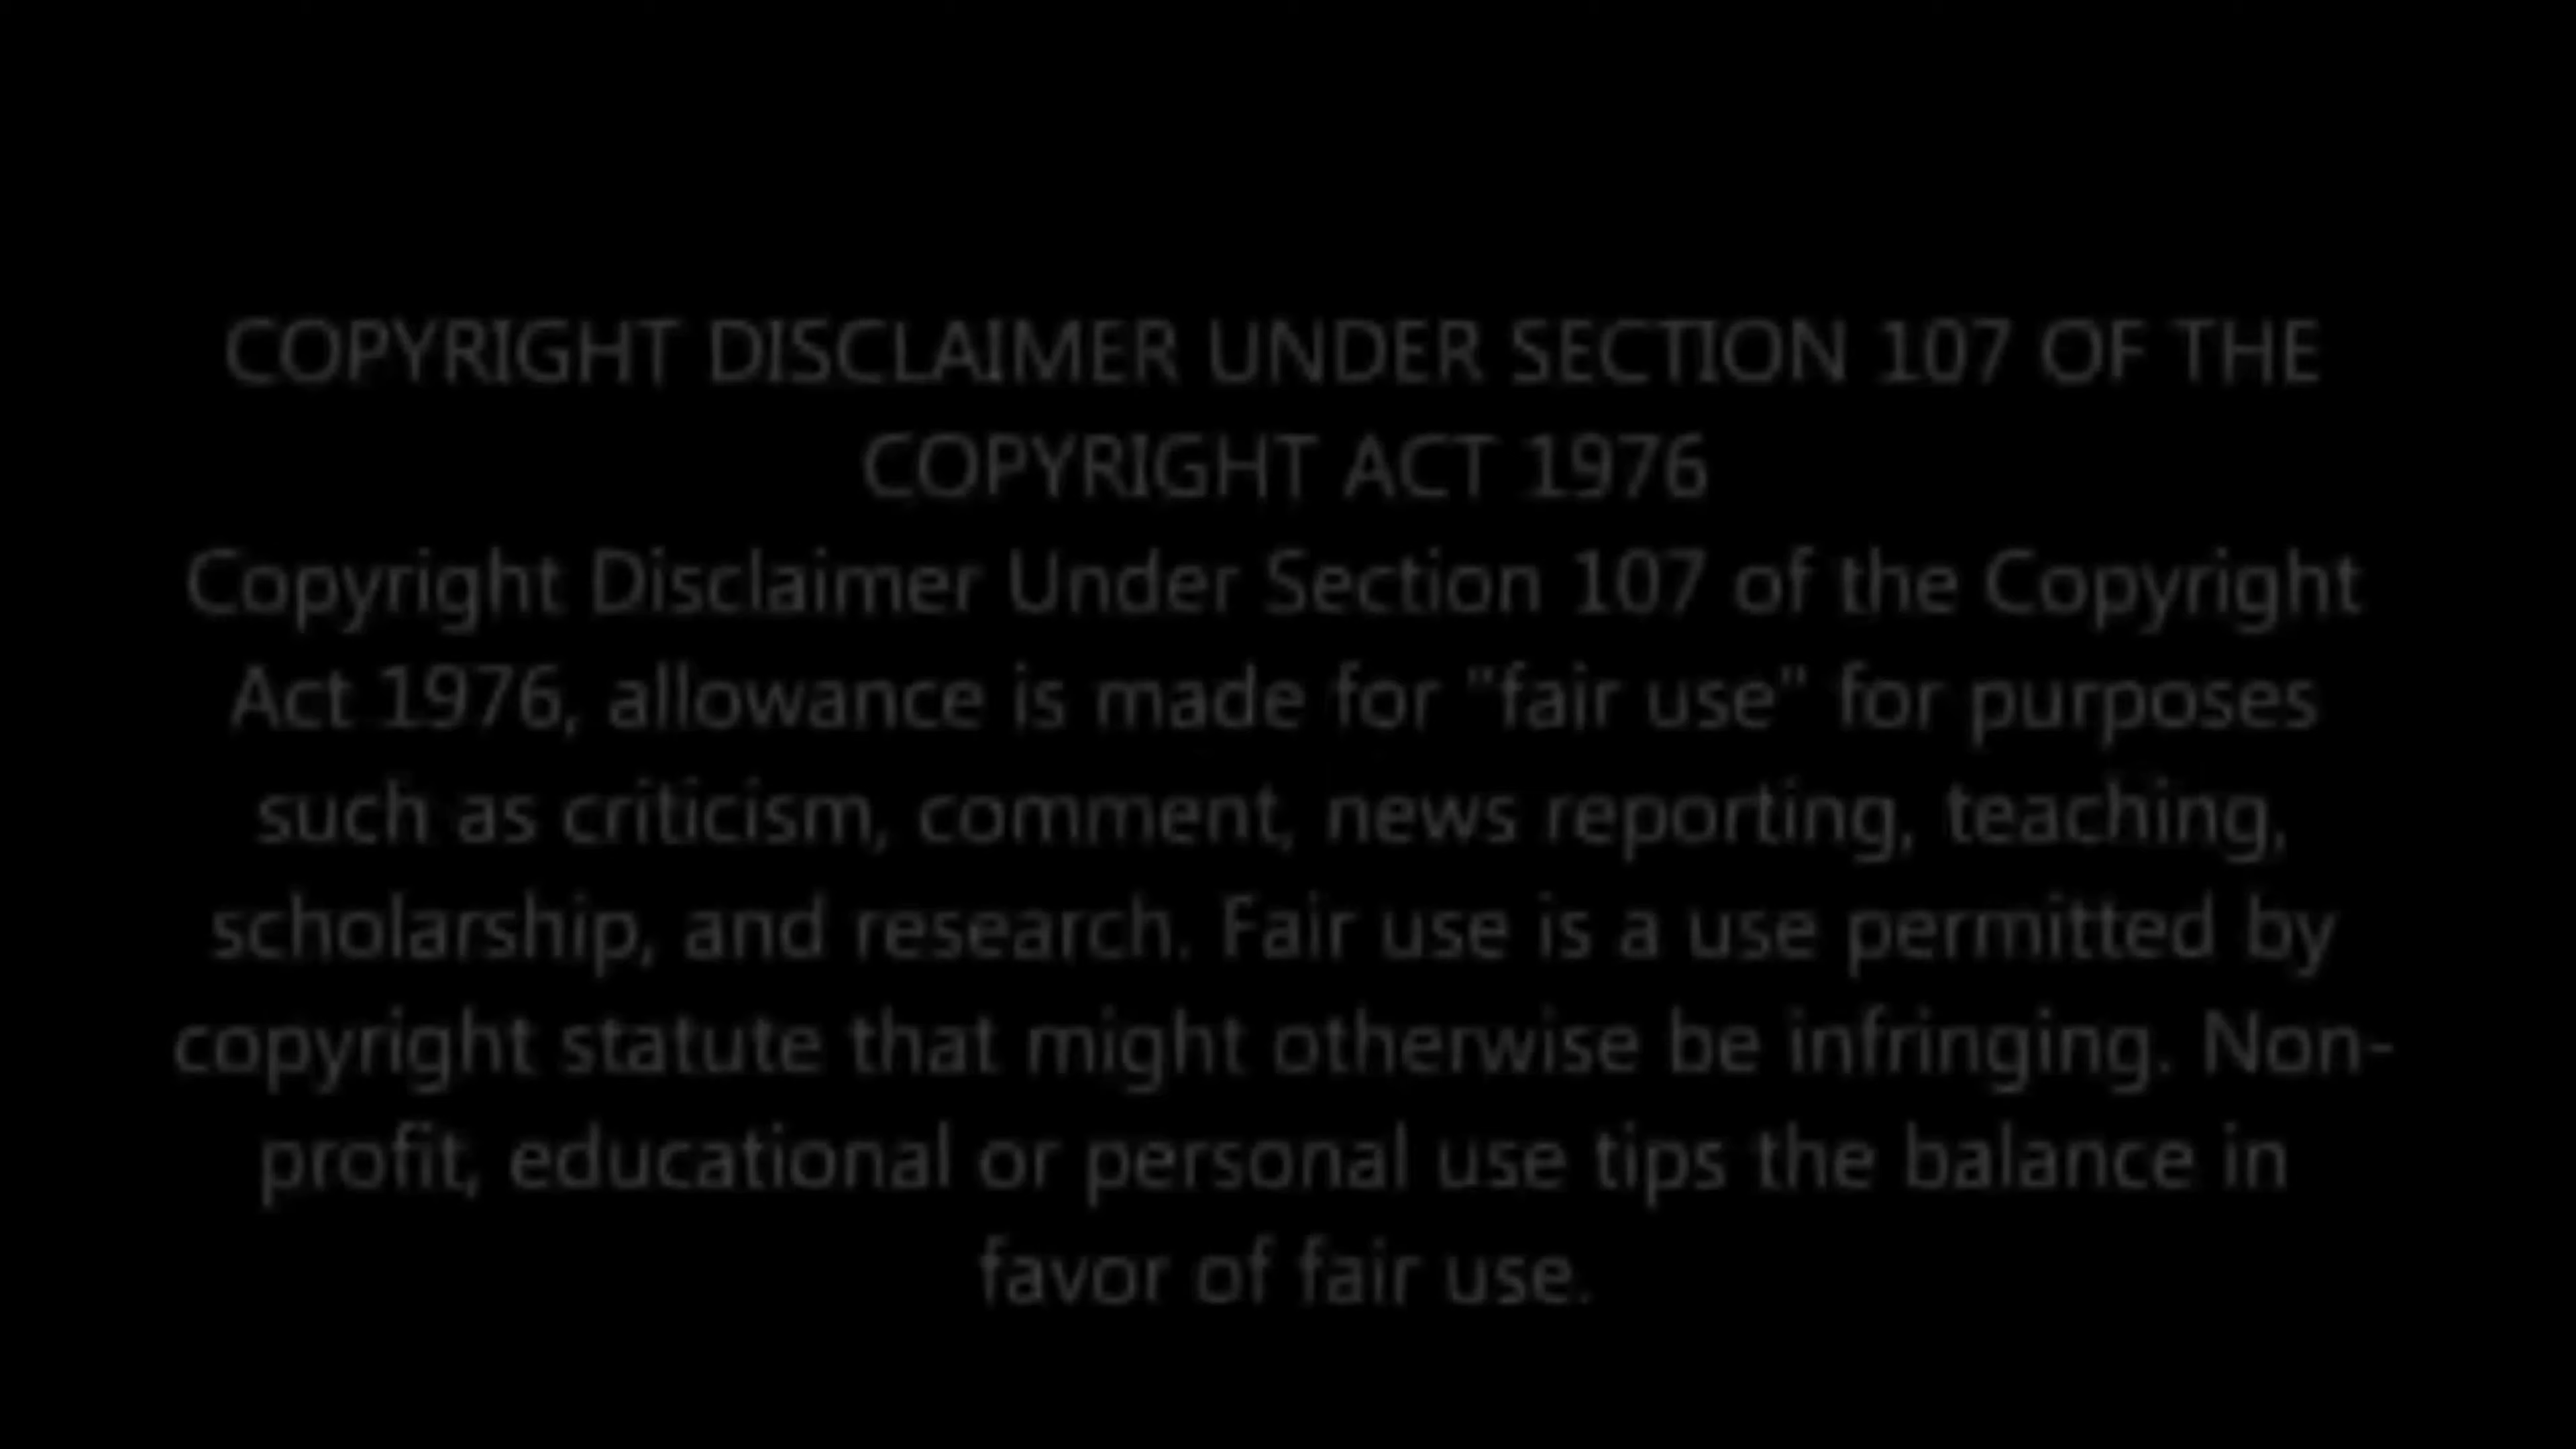 COPYRIGHT DISCLAIMER UNDER SECTION 107 OF THE
COPYRIGHT ACT 1976
Copyright Disclaimer Under Section 107 of the Copyright
Act 1976, allowance is made for "fair use" for purposes
such as criticism, comment, news reporting, teaching,
scholarship, and research. Fair use is a use permitted by
copyright statute that might otherwise be infringing. Non-
profit, educational or personal use tips the balance in
favor of fair use.